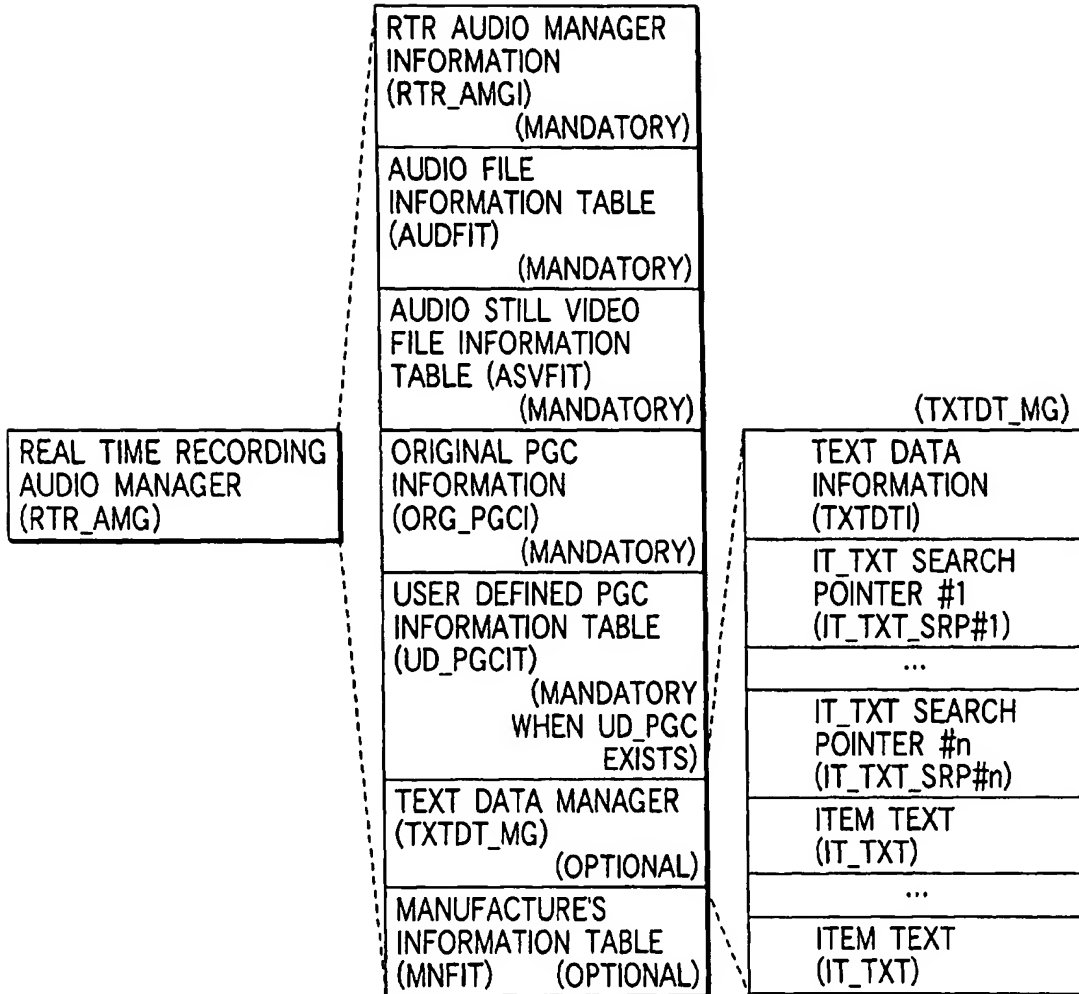 REAL TIME RECORDING
AUDIO MANAGER
(RTR_AMG)
RTR AUDIO MANAGER
INFORMATION
(RTR_AMGI)
(MANDATORY)
AUDIO FILE
INFORMATION TABLE
(AUDFIT)
(MANDATORY)
AUDIO STILL VIDEO
FILE INFORMATION
TABLE (ASVFIT)
(MANDATORY)
ORIGINAL PGC
INFORMATION
(ORG_PGCI)
(MANDATORY)
USER DEFINED PGC
INFORMATION TABLE
(UD_PGCIT)
(MANDATORY
WHEN UD_PGC
EXISTS)
TEXT DATA MANAGER
(TXTDT_MG)
(OPTIONAL)
MANUFACTURE'S
INFORMATION TABLE
(MNFIT) (OPTIONAL)
(TXTDT_MG)
TEXT DATA
INFORMATION
(TXTDTI)
IT_TXT SEARCH
POINTER #1
(IT_TXT_SRP#1)
...
IT_TXT SEARCH
POINTER #n
(IT_TXT_SRP#n)
ITEM TEXT
(IT_TXT)
...
ITEM TEXT
(IT_TXT)